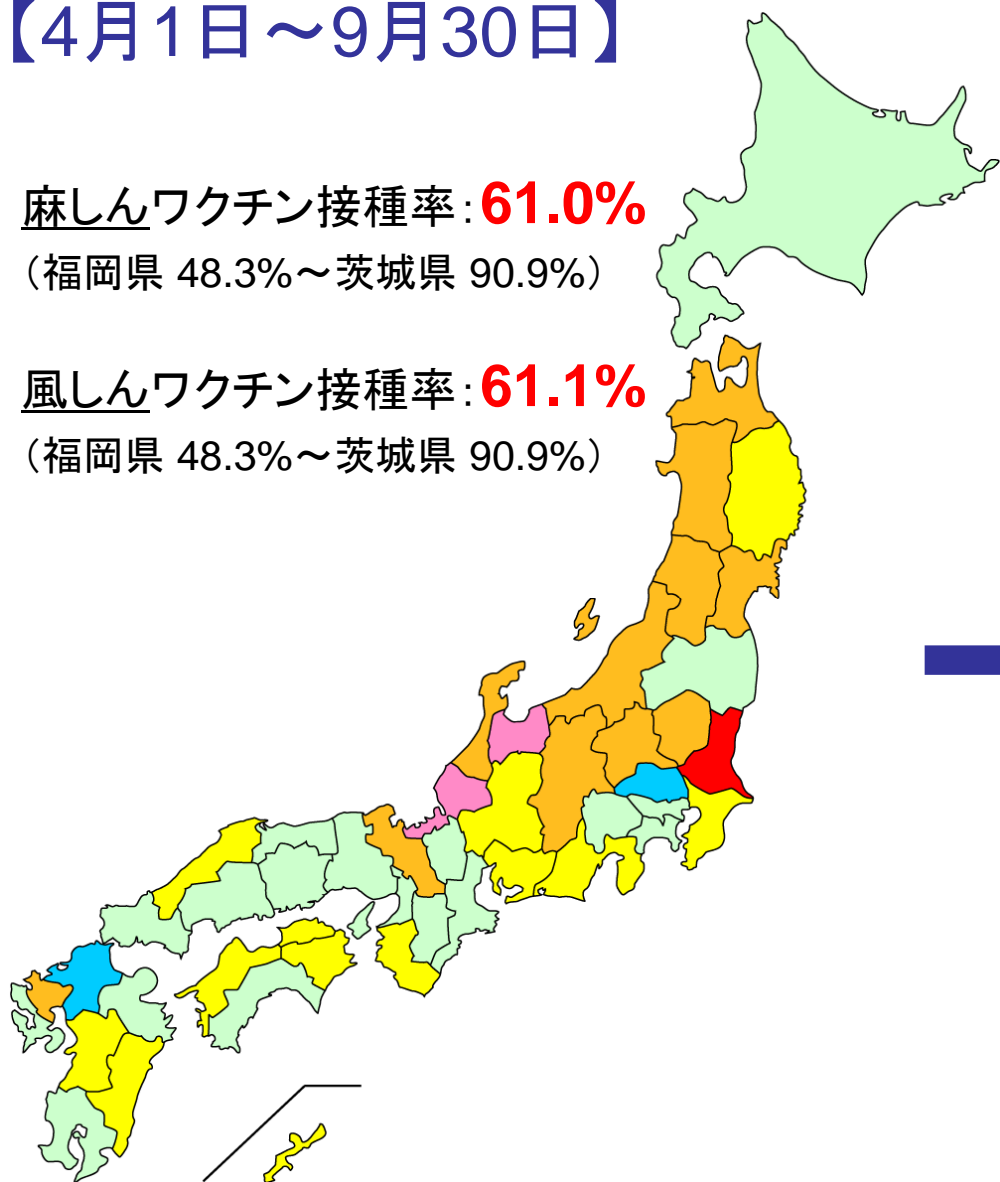 【4月1日～9月30日】
麻しんワクチン接種率：61.0%
（福岡県 48.3%～茨城県 90.9%）
風しんワクチン接種率：61.1%
（福岡県 48.3%～茨城県 90.9%）